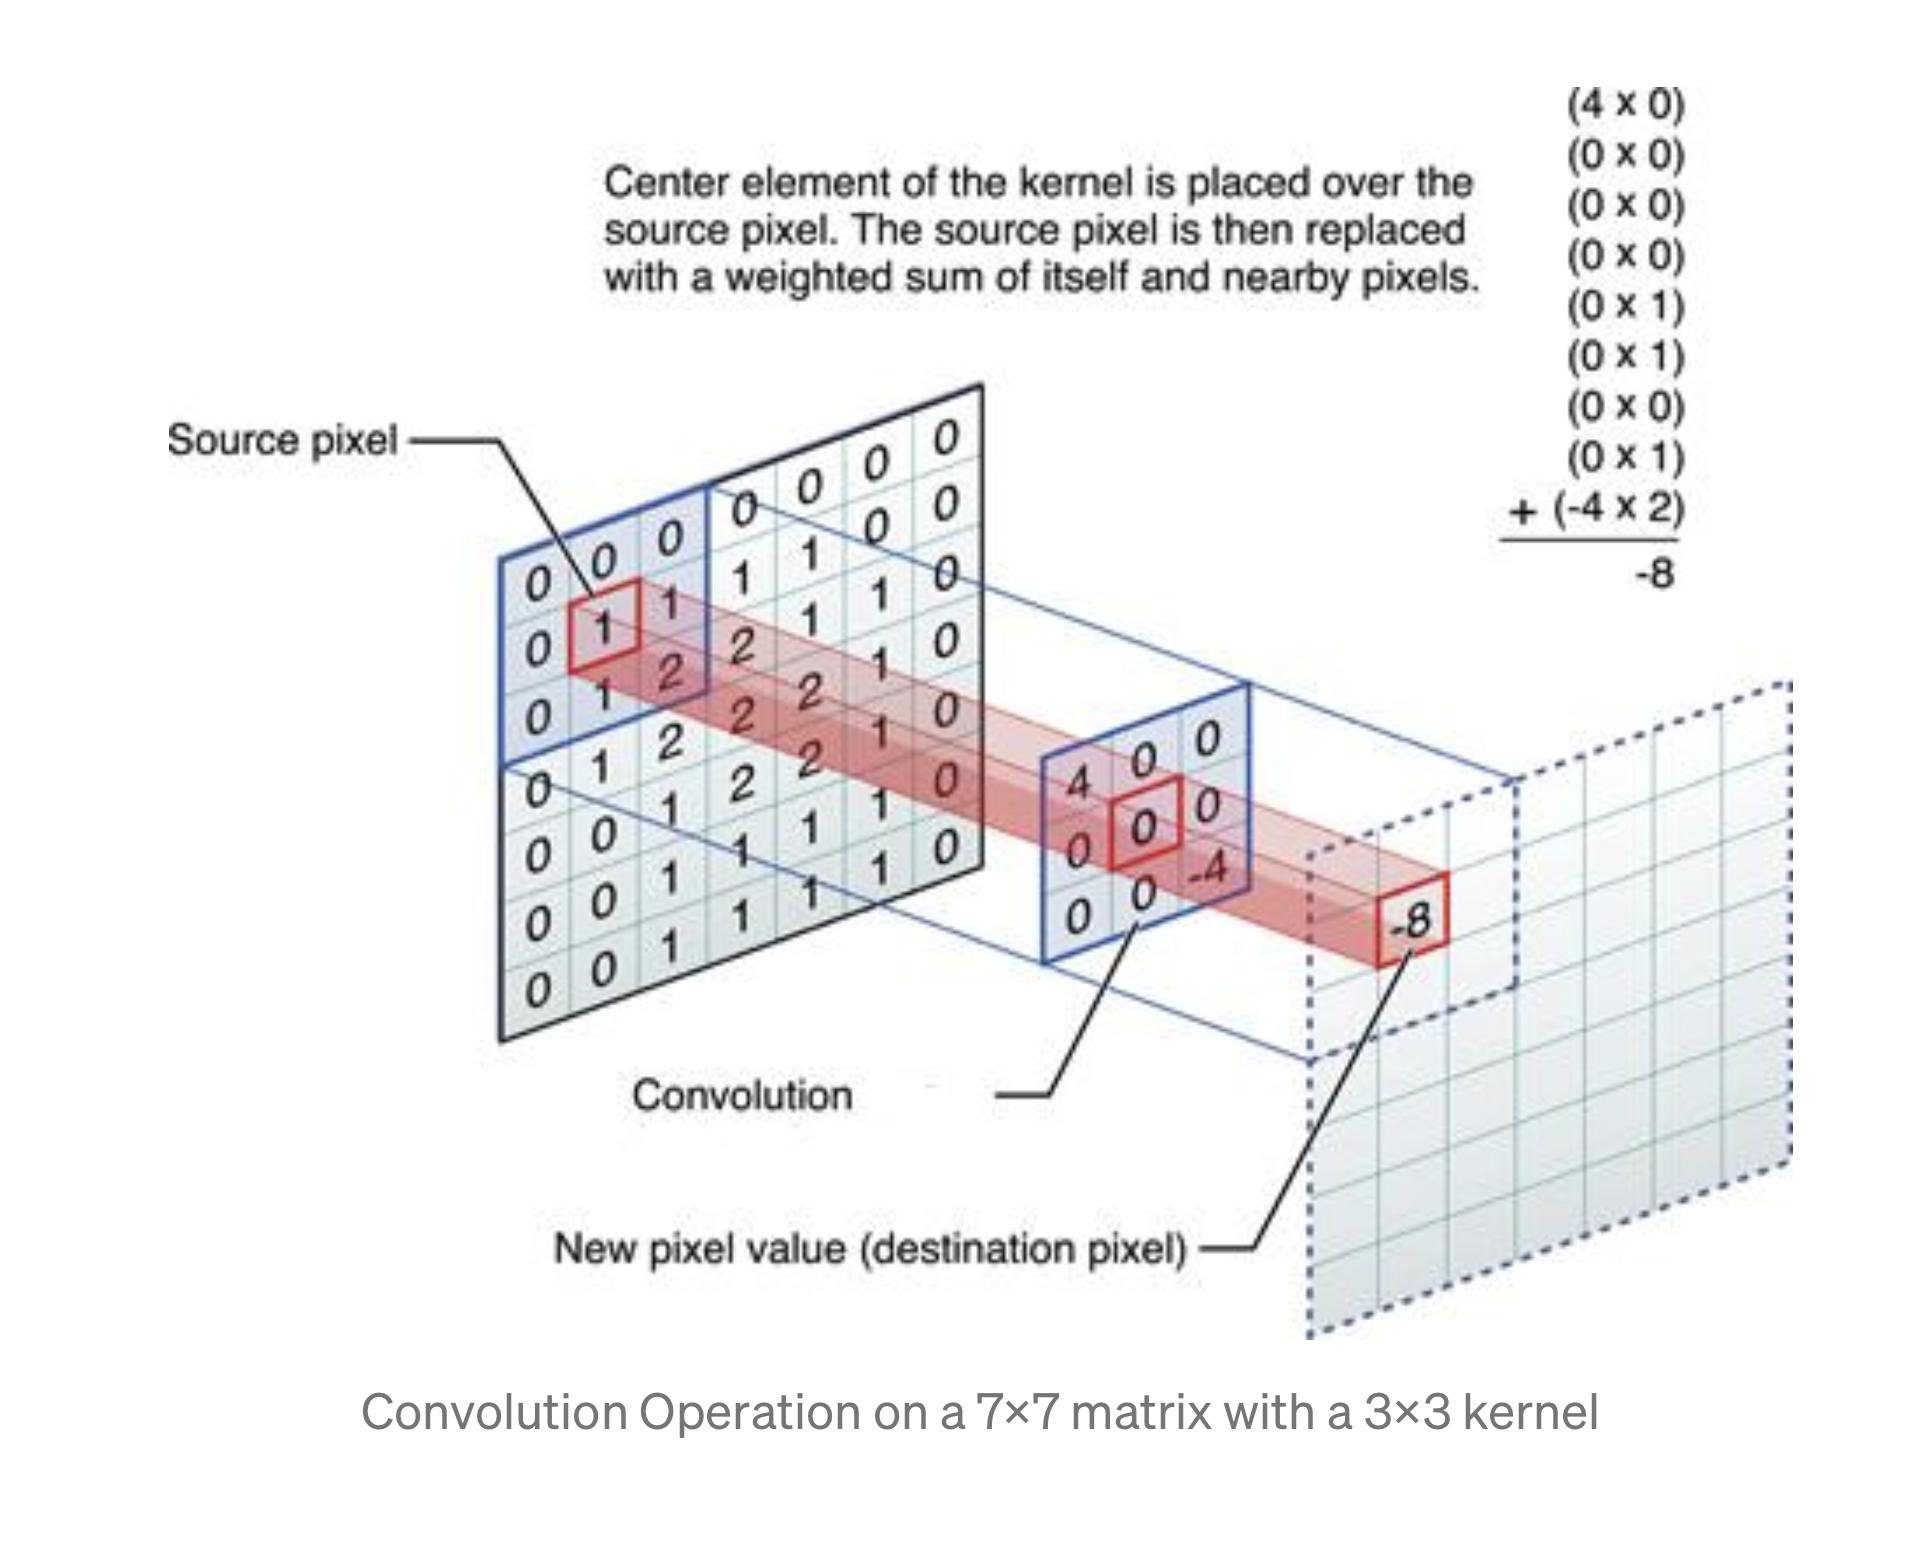 (4 x 0)
(0 x 0)
(0 x 0)
(0 x 0)
(0 x 1)
(0 x 1)
(0 x 0)
(0 x 1)
+ (-4 x 2)
-8
Center element of the kernel is placed over the
source pixel. The source pixel is then replaced
with a weighted sum of itself and nearby pixels.
Source pixel
0 0 0 0 0 0 0
0 1 1 1 1 0 0
0 1 2 2 1 1 0
0 1 2 2 2 1 0
0 0 1 2 2 1 0
0 0 1 1 1 1 0
0 0 1 1 1 1 0
4 0 0
0 0 0
0 0 -4
-8
Convolution
New pixel value (destination pixel)
Convolution Operation on a 7×7 matrix with a 3×3 kernel